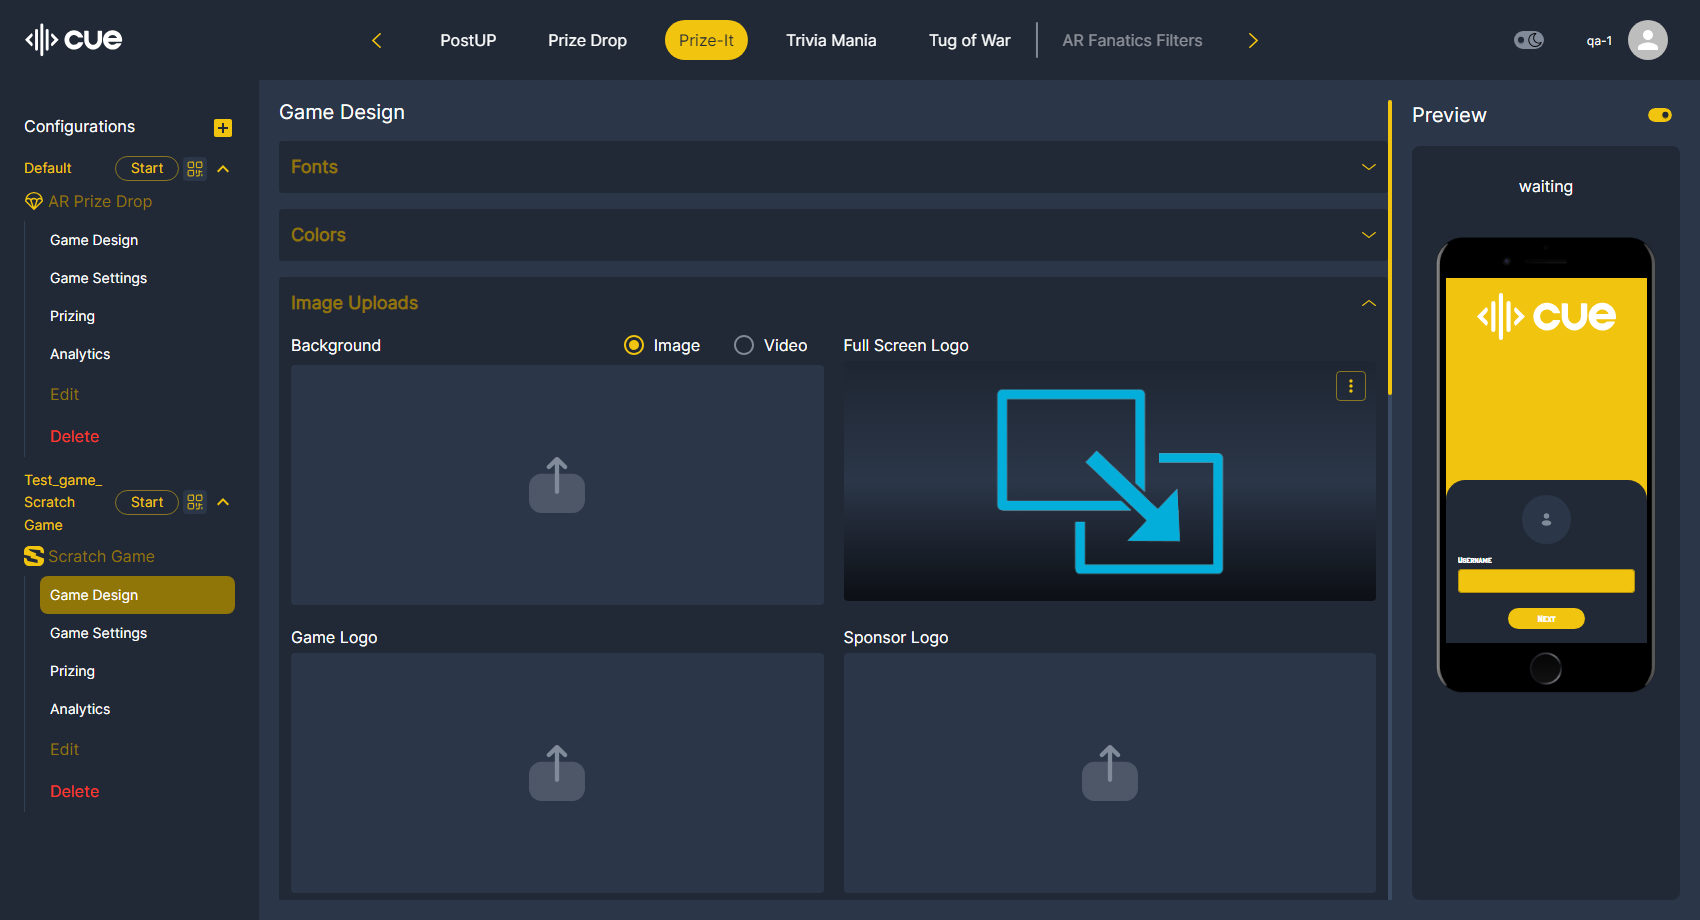 cue
PostUP
Prize Drop
Prize-It
Trivia Mania
Tug of War
AR Fanatics Filters
qa-1
Configurations
Default
Start
AR Prize Drop
Game Design
Game Settings
Prizing
Analytics
Edit
Delete
Test_game_
Scratch
Game
Start
Scratch Game
Game Design
Game Settings
Prizing
Analytics
Edit
Delete
Game Design
Fonts
Colors
Image Uploads
Background
Image
Video
Full Screen Logo
Game Logo
Sponsor Logo
Preview
waiting
cue
Username
Next